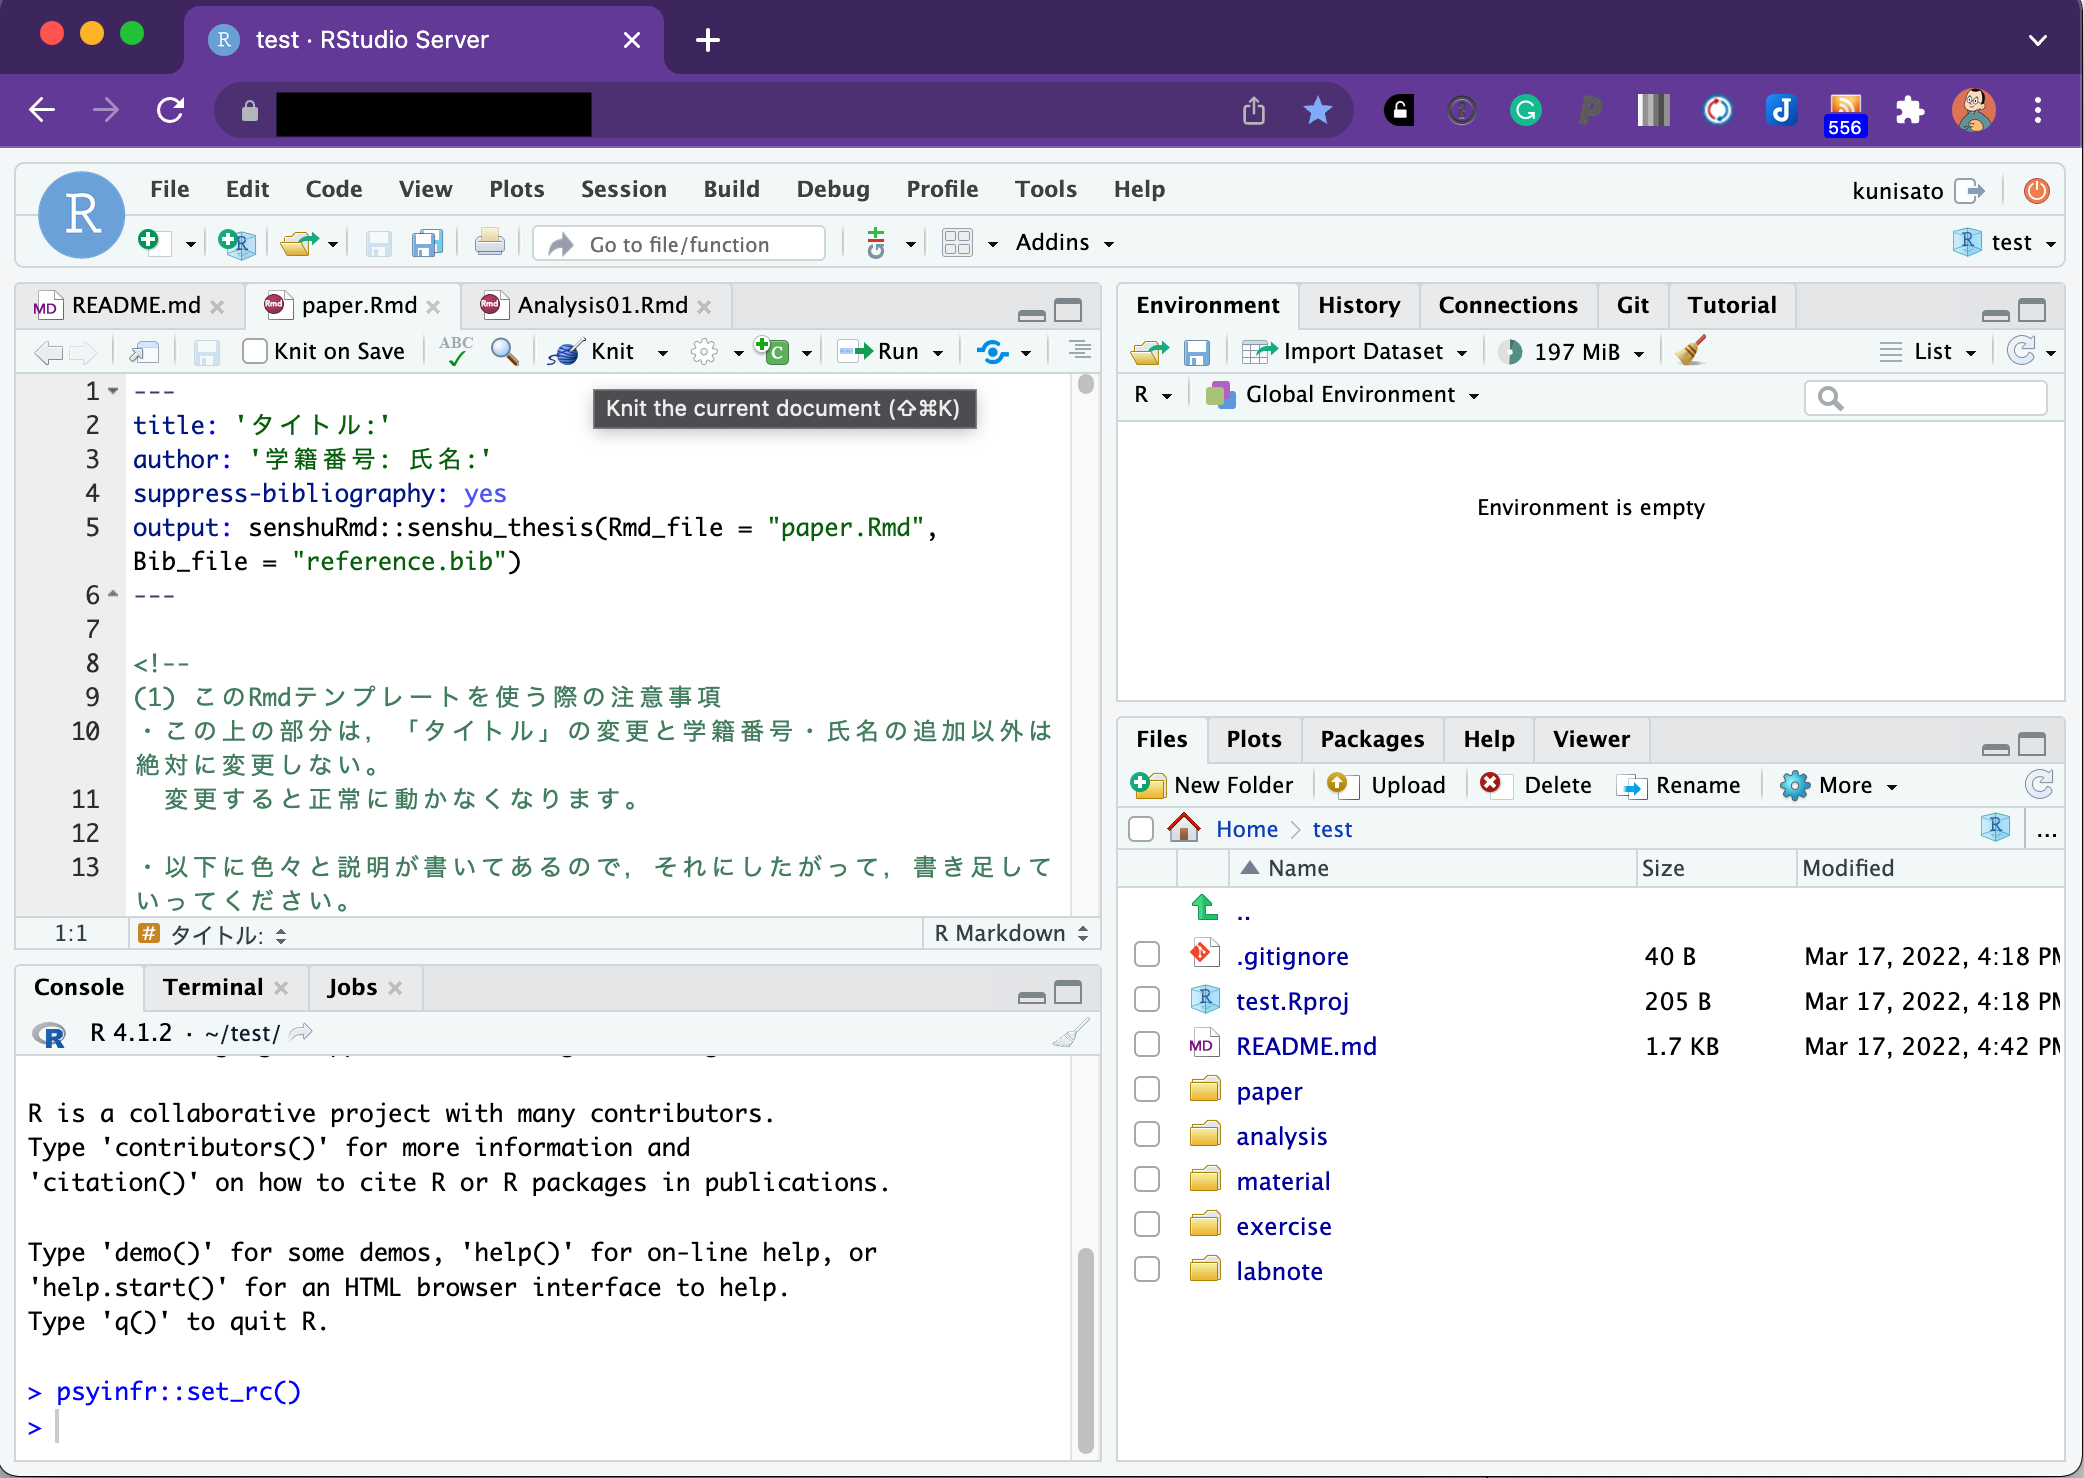 test · RStudio Server
556
File Edit Code View Plots Session Build Debug Profile Tools Help
kunisato
Go to file/function
Addins
test
README.md
paper.Rmd
Analysis01.Rmd
Knit on Save
ABC
Knit
Run
Knit the current document (⇧⌘K)
1 ---
2 title: 'タイトル:'
3 author: '学籍番号: 氏名:'
4 suppress-bibliography: yes
5 output: senshuRmd::senshu_thesis(Rmd_file = "paper.Rmd",
Bib_file = "reference.bib")
6 ---
7
8 <!--
9 (1) このRmdテンプレートを使う際の注意事項
10 ・この上の部分は，「タイトル」の変更と学籍番号・氏名の追加以外は
絶対に変更しない。
11 変更すると正常に動かなくなります。
12
13 ・以下に色々と説明が書いてあるので，それにしたがって，書き足して
いってください。
1:1 # タイトル: R Markdown
Console Terminal Jobs
R 4.1.2 · ~/test/
R is a collaborative project with many contributors.
Type 'contributors()' for more information and
'citation()' on how to cite R or R packages in publications.
Type 'demo()' for some demos, 'help()' for on-line help, or
'help.start()' for an HTML browser interface to help.
Type 'q()' to quit R.
> psyinfr::set_rc()
>
Environment History Connections Git Tutorial
Import Dataset 197 MiB List
R Global Environment
Environment is empty
Files Plots Packages Help Viewer
New Folder Upload Delete Rename More
Home test ...
Name Size Modified
..
.gitignore 40 B Mar 17, 2022, 4:18 PM
test.Rproj 205 B Mar 17, 2022, 4:18 PM
README.md 1.7 KB Mar 17, 2022, 4:42 PM
paper
analysis
material
exercise
labnote